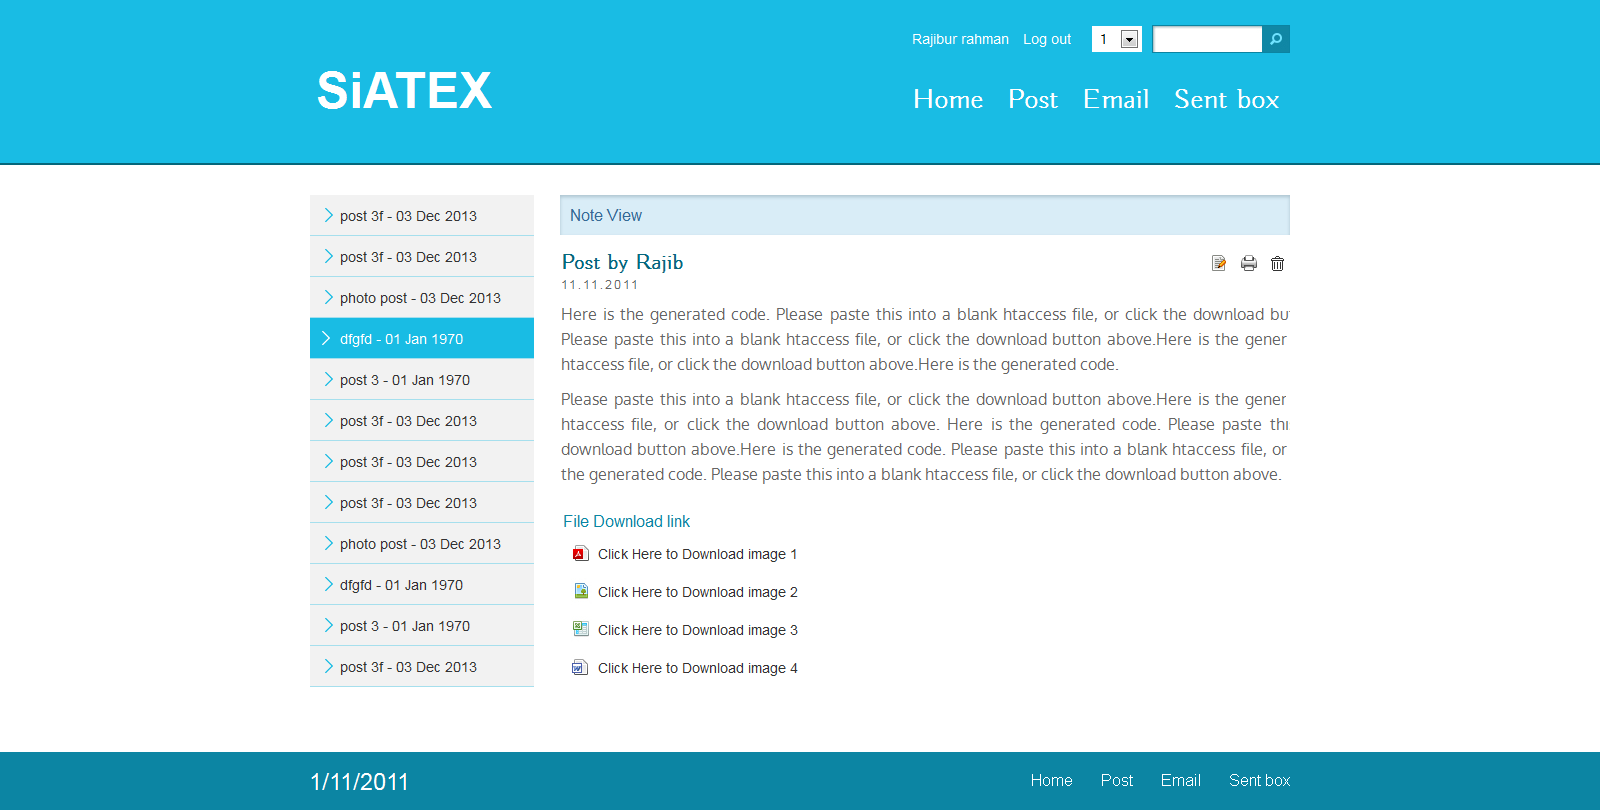 Rajibur rahman Log out 1
SiATEX
Home Post Email Sent box
post 3f - 03 Dec 2013
post 3f - 03 Dec 2013
photo post - 03 Dec 2013
dfgfd - 01 Jan 1970
post 3 - 01 Jan 1970
post 3f - 03 Dec 2013
post 3f - 03 Dec 2013
post 3f - 03 Dec 2013
photo post - 03 Dec 2013
dfgfd - 01 Jan 1970
post 3 - 01 Jan 1970
post 3f - 03 Dec 2013
Note View
Post by Rajib
11.11.2011
Here is the generated code. Please paste this into a blank htaccess file, or click the download bu
Please paste this into a blank htaccess file, or click the download button above.Here is the gener
htaccess file, or click the download button above.Here is the generated code.
Please paste this into a blank htaccess file, or click the download button above.Here is the gener
htaccess file, or click the download button above. Here is the generated code. Please paste thi
download button above.Here is the generated code. Please paste this into a blank htaccess file, or
the generated code. Please paste this into a blank htaccess file, or click the download button above.
File Download link
Click Here to Download image 1
Click Here to Download image 2
Click Here to Download image 3
Click Here to Download image 4
1/11/2011
Home Post Email Sent box